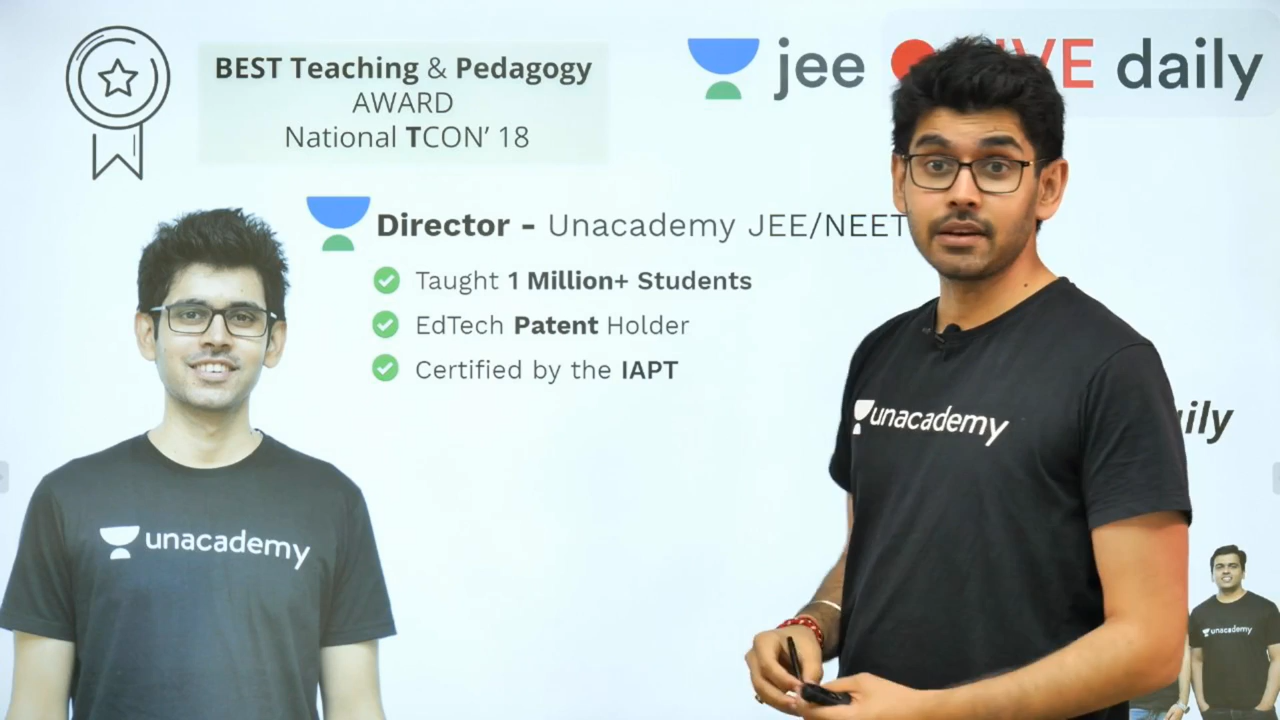 BEST Teaching & Pedagogy
AWARD
National TCON' 18
jee LIVE daily
Director - Unacademy JEE/NEET
Taught 1 Million+ Students
EdTech Patent Holder
Certified by the IAPT
unacademy
unacademy
unacademy